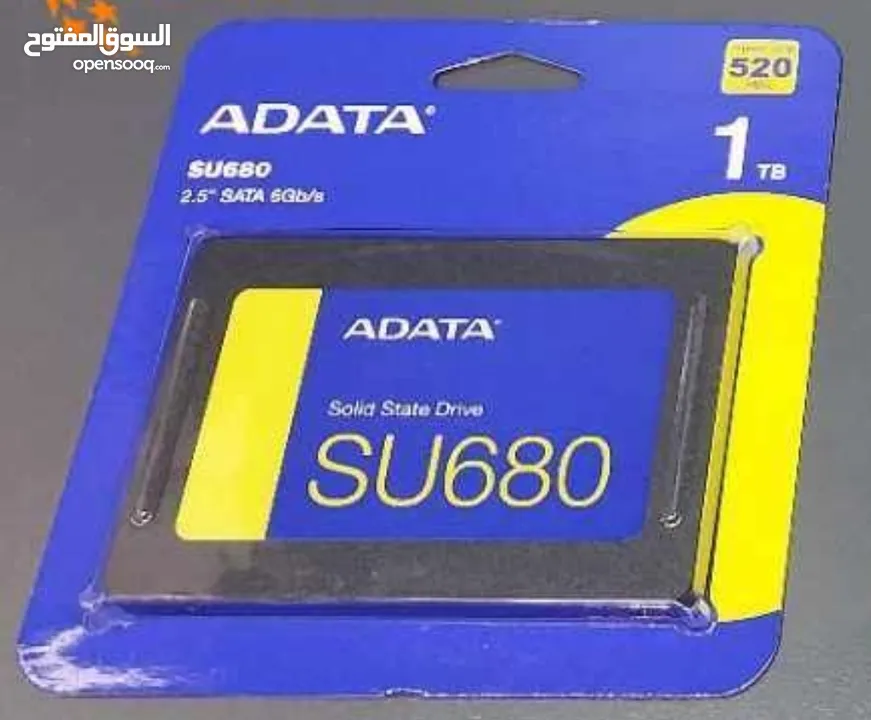 السوق المفتوح
opensooq.com
520
ADATA
1 TB
SU680
2.5" SATA 6Gb/s
ADATA
Solid State Drive
SU680